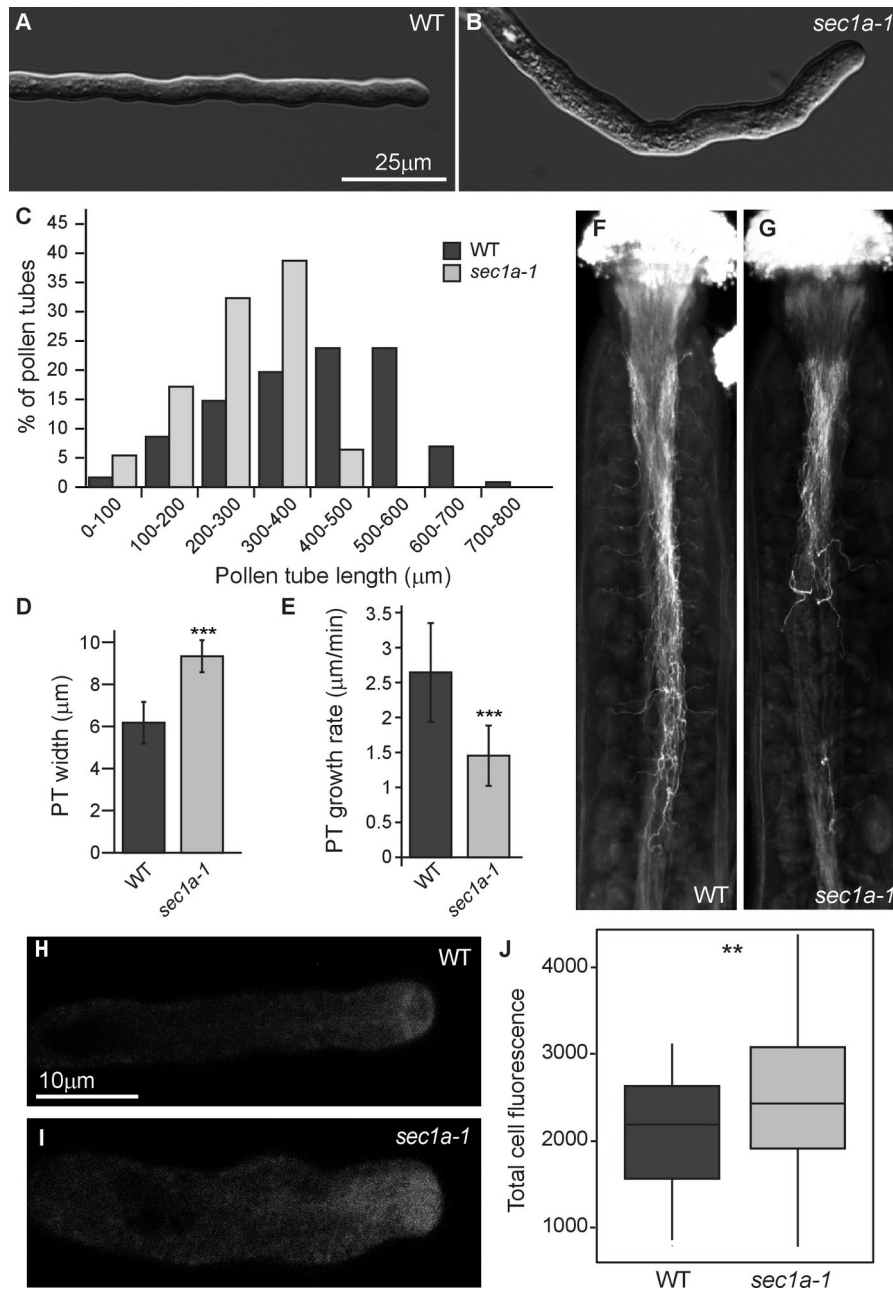 A
WT
25μm
B
sec1a-1
C
% of pollen tubes
45
40
35
30
25
20
15
10
5
0
WT
sec1a-1
0-100
100-200
200-300
300-400
400-500
500-600
600-700
700-800
Pollen tube length (μm)
D
PT width (μm)
10
8
6
4
2
0
***
WT
sec1a-1
E
PT growth rate (μm/min)
3.5
3
2.5
2
1.5
1
0.5
0
***
WT
sec1a-1
F
WT
G
sec1a-1
H
WT
10μm
I
sec1a-1
J
Total cell fluorescence
4000
3000
2000
1000
**
WT
sec1a-1